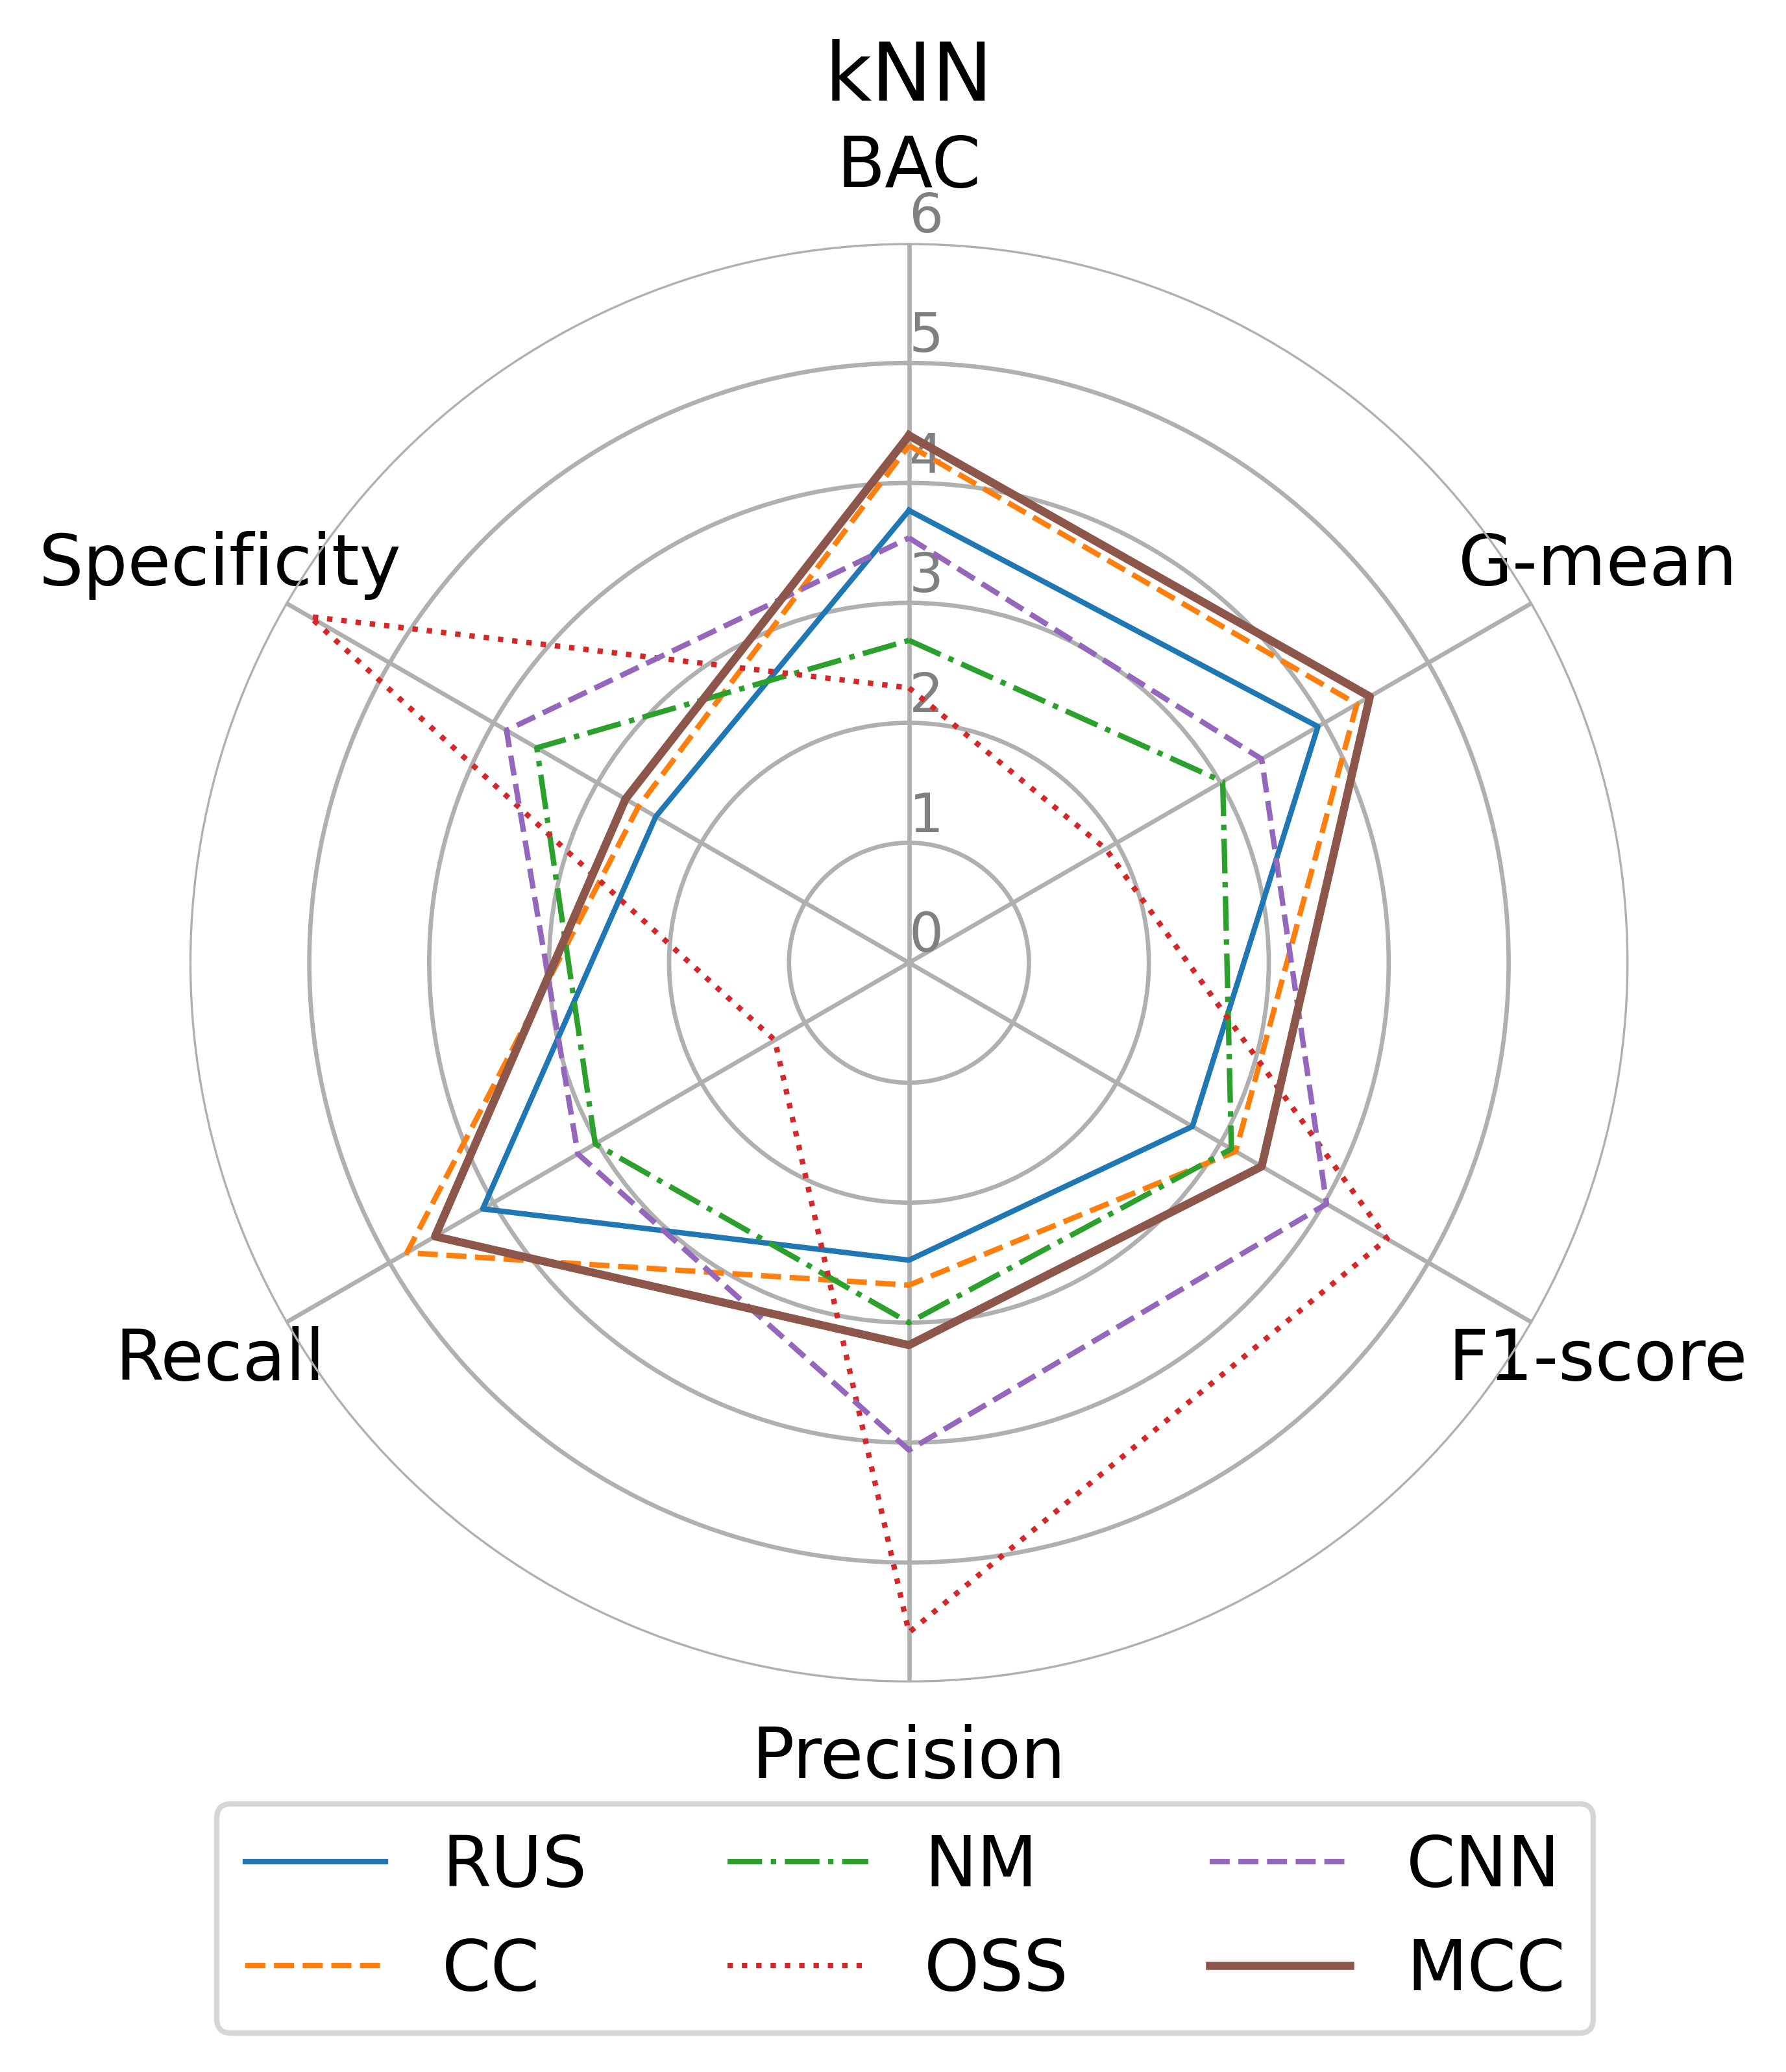 kNN
BAC
6
5
4
3
2
1
0
Specificity
G-mean
Recall
F1-score
Precision
RUS NM CNN
CC OSS MCC